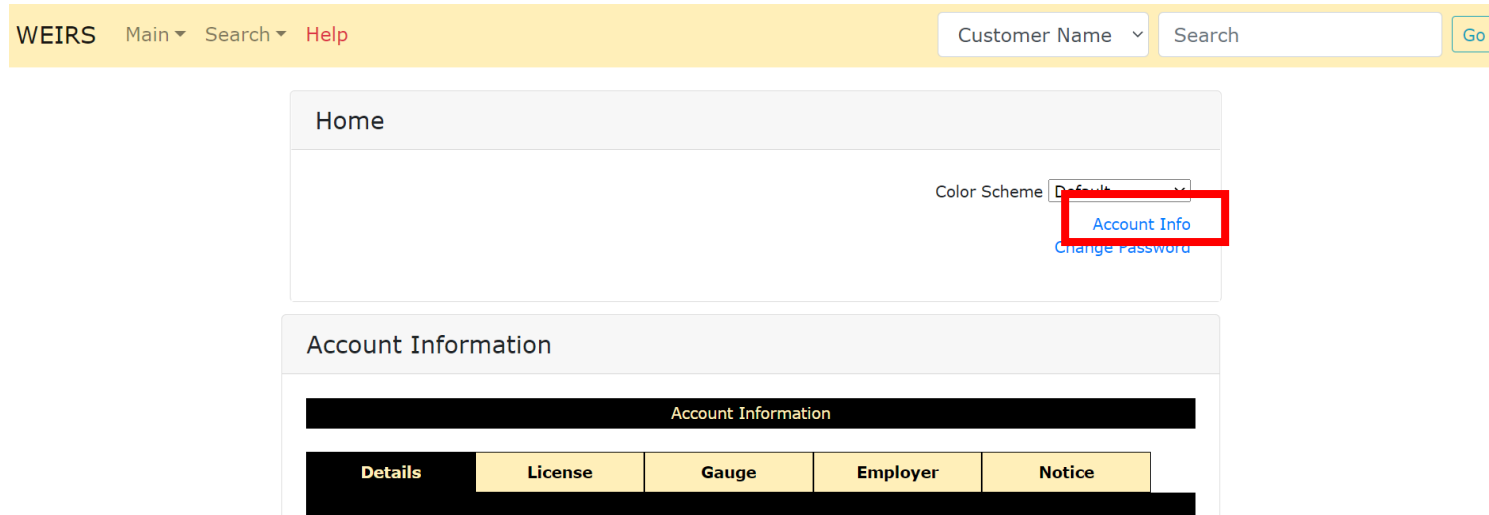 WEIRS Main Search Help Customer Name Search Go
Home
Color Scheme Default
Account Info
Change Password
Account Information
Account Information
Details License Gauge Employer Notice